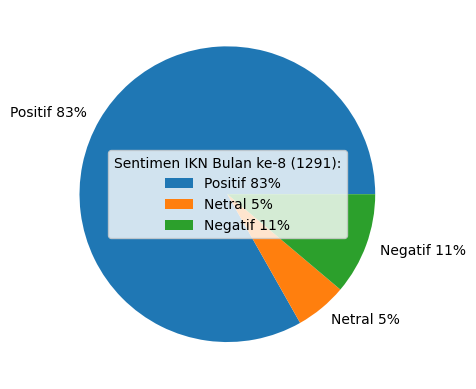 Positif 83%
Sentimen IKN Bulan ke-8 (1291):
Positif 83%
Netral 5%
Negatif 11%
Negatif 11%
Netral 5%